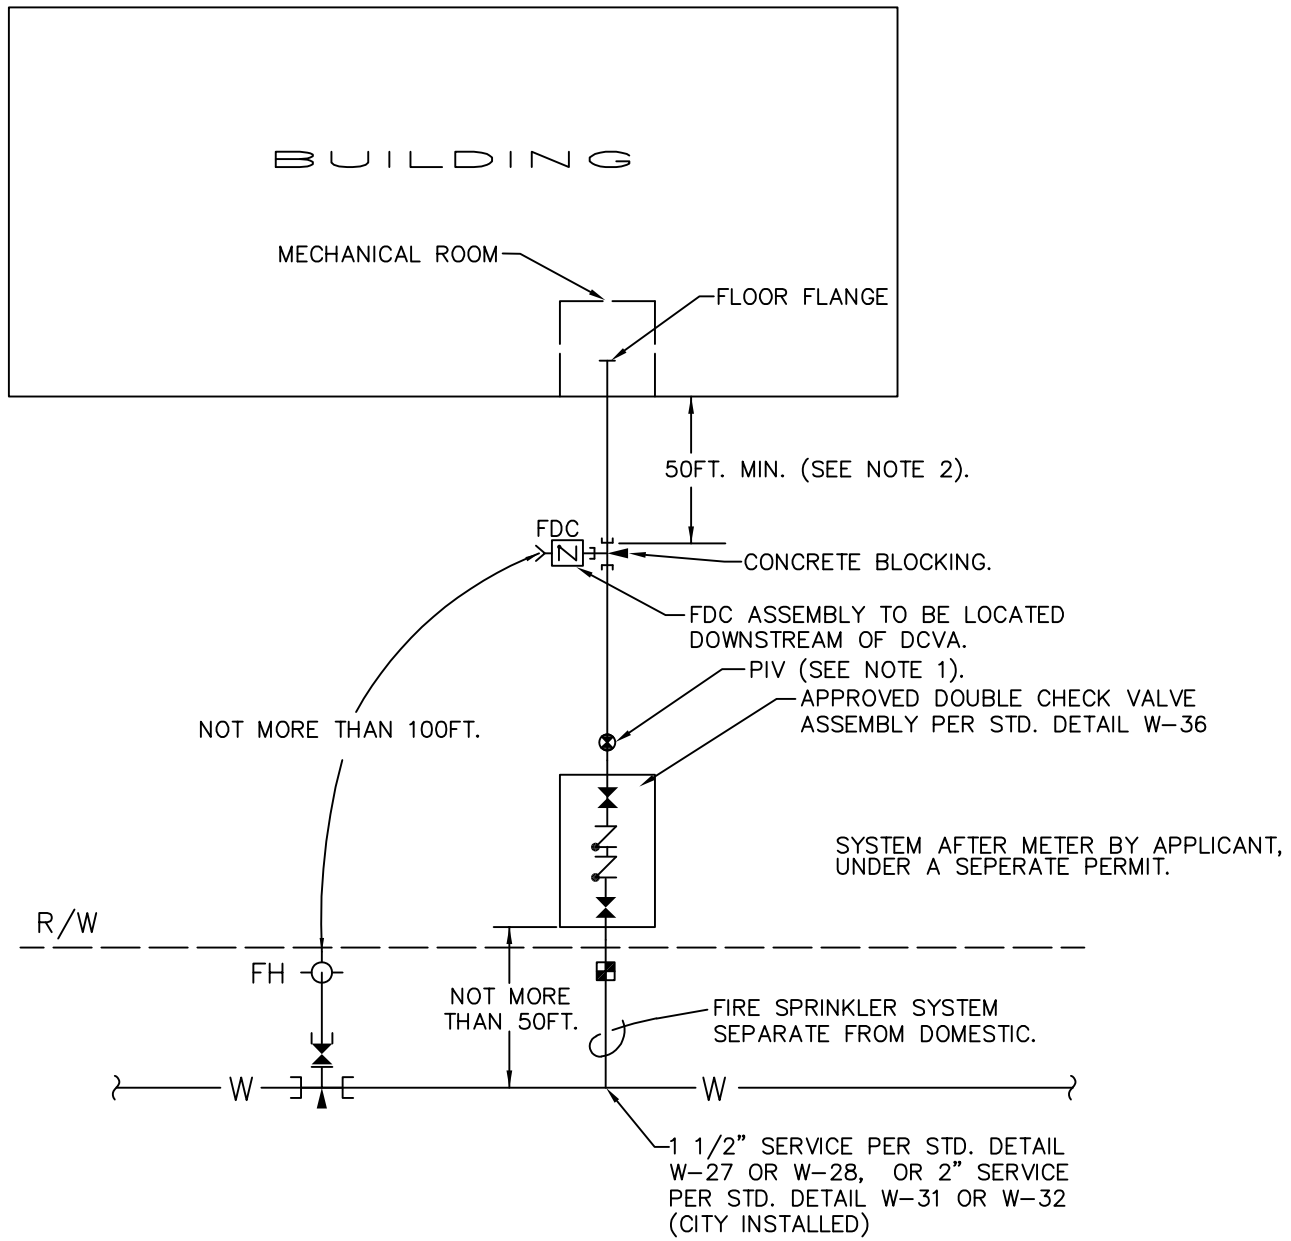 BUILDING
MECHANICAL ROOM
FLOOR FLANGE
50FT. MIN. (SEE NOTE 2).
FDC
CONCRETE BLOCKING.
FDC ASSEMBLY TO BE LOCATED
DOWNSTREAM OF DCVA.
PIV (SEE NOTE 1).
APPROVED DOUBLE CHECK VALVE
ASSEMBLY PER STD. DETAIL W-36
NOT MORE THAN 100FT.
SYSTEM AFTER METER BY APPLICANT,
UNDER A SEPERATE PERMIT.
R/W
FH
NOT MORE
THAN 50FT.
FIRE SPRINKLER SYSTEM
SEPARATE FROM DOMESTIC.
W
W
1 1/2" SERVICE PER STD. DETAIL
W-27 OR W-28, OR 2" SERVICE
PER STD. DETAIL W-31 OR W-32
(CITY INSTALLED)